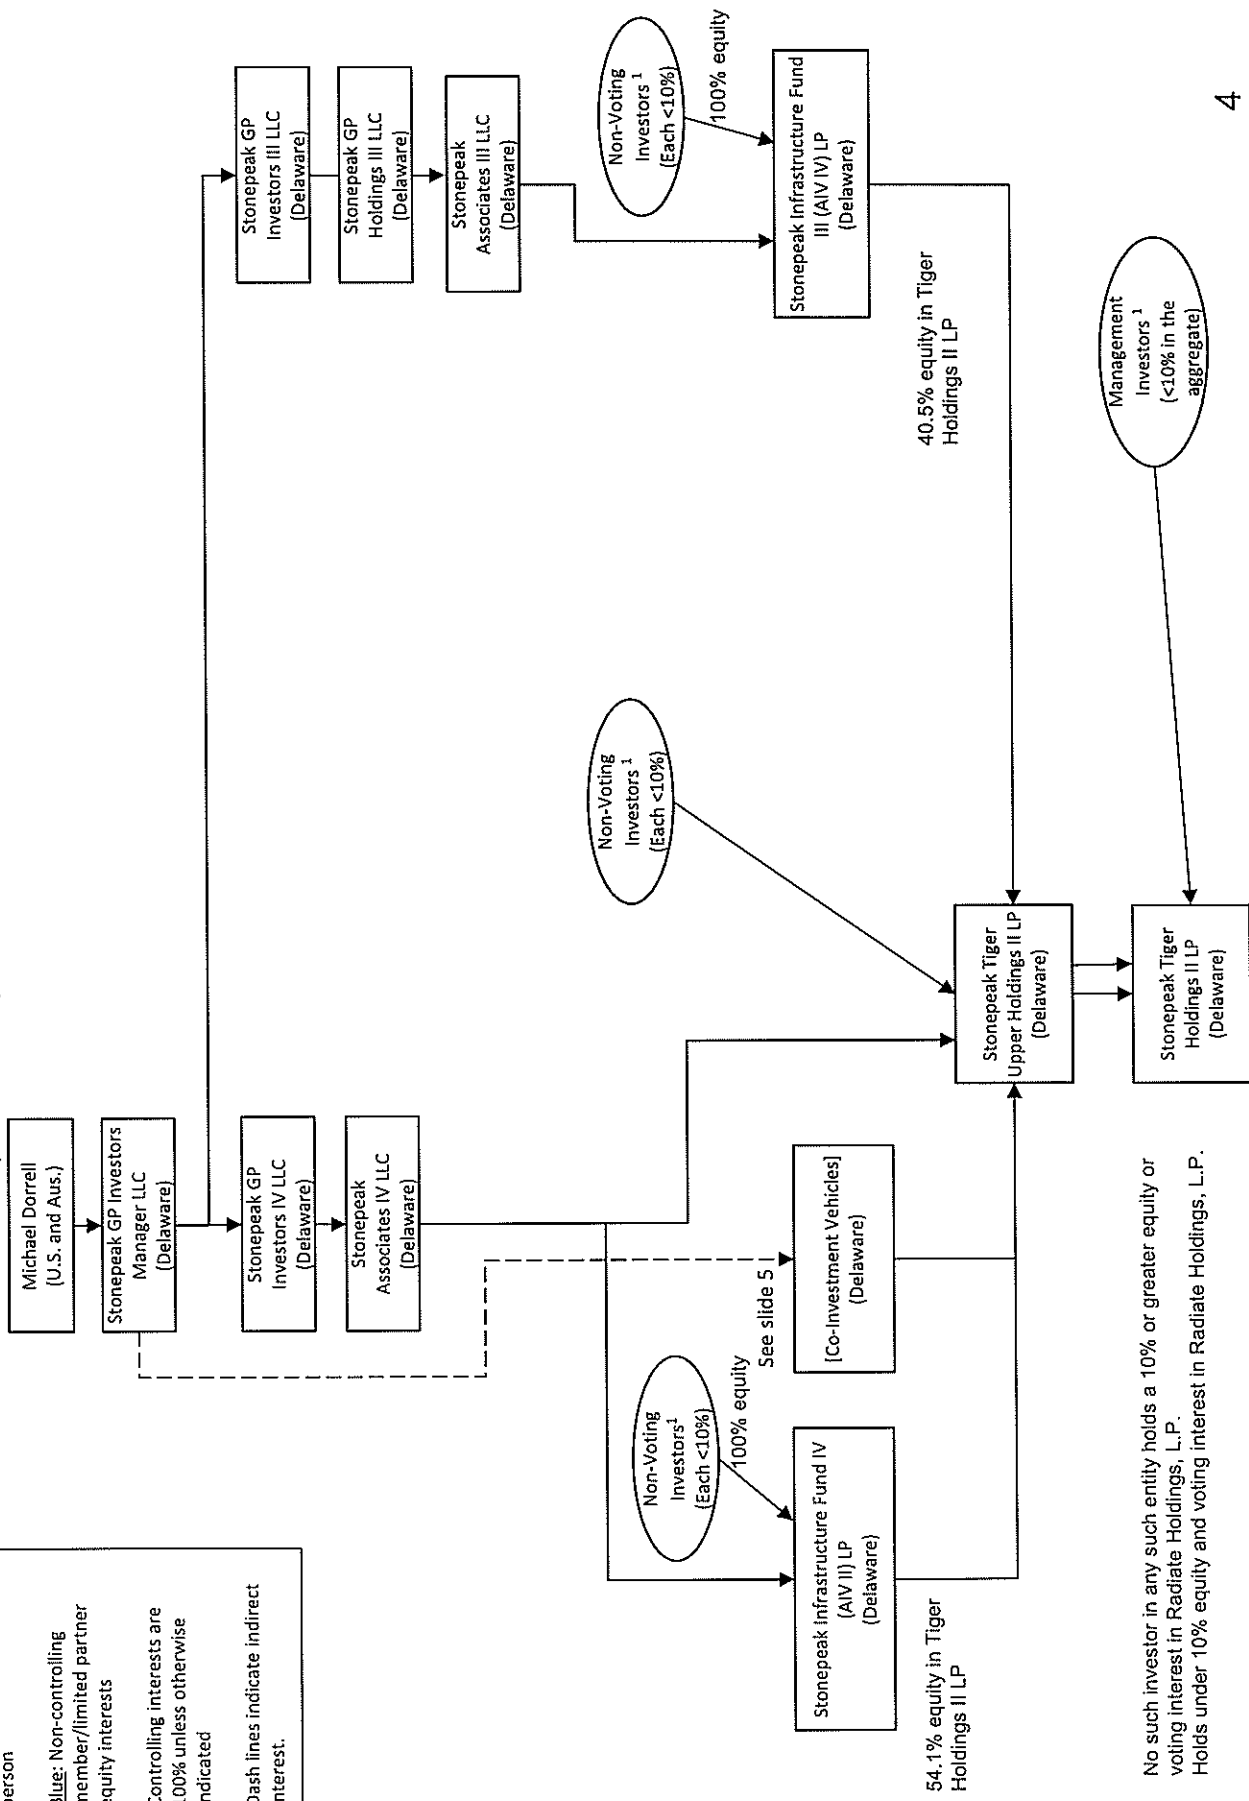 person
Blue: Non-controlling
member/limited partner
equity interests
Controlling interests are
100% unless otherwise
indicated
Dash lines indicate indirect
interest.
Michael Dorrell
(U.S. and Aus.)
Stonepeak GP Investors
Manager LLC
(Delaware)
Stonepeak GP
Investors IV LLC
(Delaware)
Stonepeak
Associates IV LLC
(Delaware)
Stonepeak GP
Investors III LLC
(Delaware)
Stonepeak GP
Holdings III LLC
(Delaware)
Stonepeak
Associates III LLC
(Delaware)
Non-Voting
Investors¹
(Each <10%)
100% equity
See slide 5
Non-Voting
Investors ¹
(Each <10%)
Non-Voting
Investors ¹
(Each <10%)
100% equity
Stonepeak Infrastructure Fund IV
(AIV II) LP
(Delaware)
[Co-Investment Vehicles]
(Delaware)
Stonepeak Infrastructure Fund
III (AIV IV) LP
(Delaware)
54.1% equity in Tiger
Holdings II LP
40.5% equity in Tiger
Holdings II LP
Stonepeak Tiger
Upper Holdings II LP
(Delaware)
Management
Investors ¹
(<10% in the
aggregate)
Stonepeak Tiger
Holdings II LP
(Delaware)
No such investor in any such entity holds a 10% or greater equity or
voting interest in Radiate Holdings, L.P.
Holds under 10% equity and voting interest in Radiate Holdings, L.P.
4